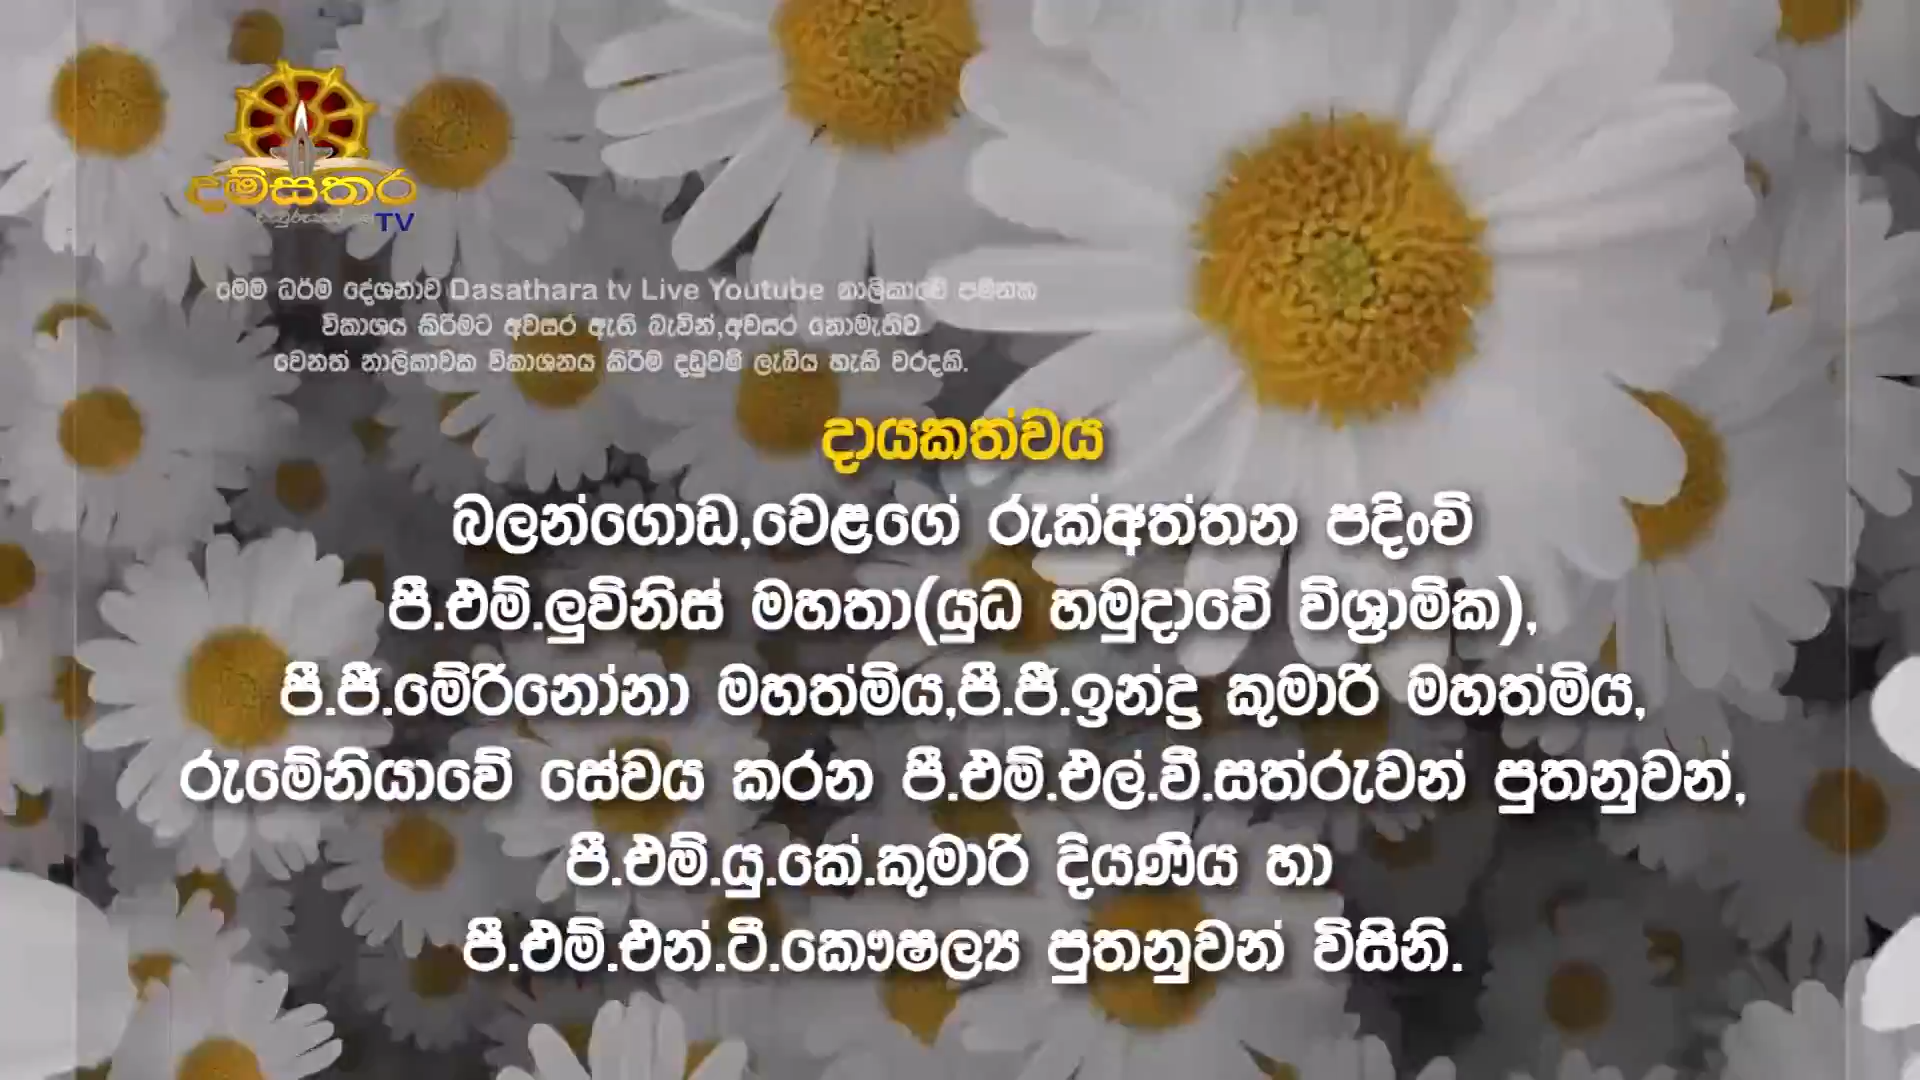 දම්සතර
TV
මෙම ධර්ම දේශනාව Dasathara tv Live Youtube නාලිකාවේ පමනක
විකාශය කිරීමට අවසර ඇති බැවින්,අවසර නොමැතිව
වෙනත් නාලිකාවක විකාශනය කිරීම දඩුවම් ලැබිය හැකි වරදකි.
දායකත්වය
බලන්ගොඩ,වෙළගේ රුක්අත්තන පදිංචි
පී.එම්.ලුවිනිස් මහතා(යුධ හමුදාවේ විශ්‍රාමික),
පී.ජී.මේරිනෝනා මහත්මිය,පී.ජී.ඉන්ද්‍ර කුමාරි මහත්මිය,
රුමේනියාවේ සේවය කරන පී.එම්.එල්.වී.සත්රුවන් පුතනුවන්,
පී.එම්.යු.කේ.කුමාරි දියණිය හා
පී.එම්.එන්.ටී.කෞෂල්‍ය පුතනුවන් විසිනි.